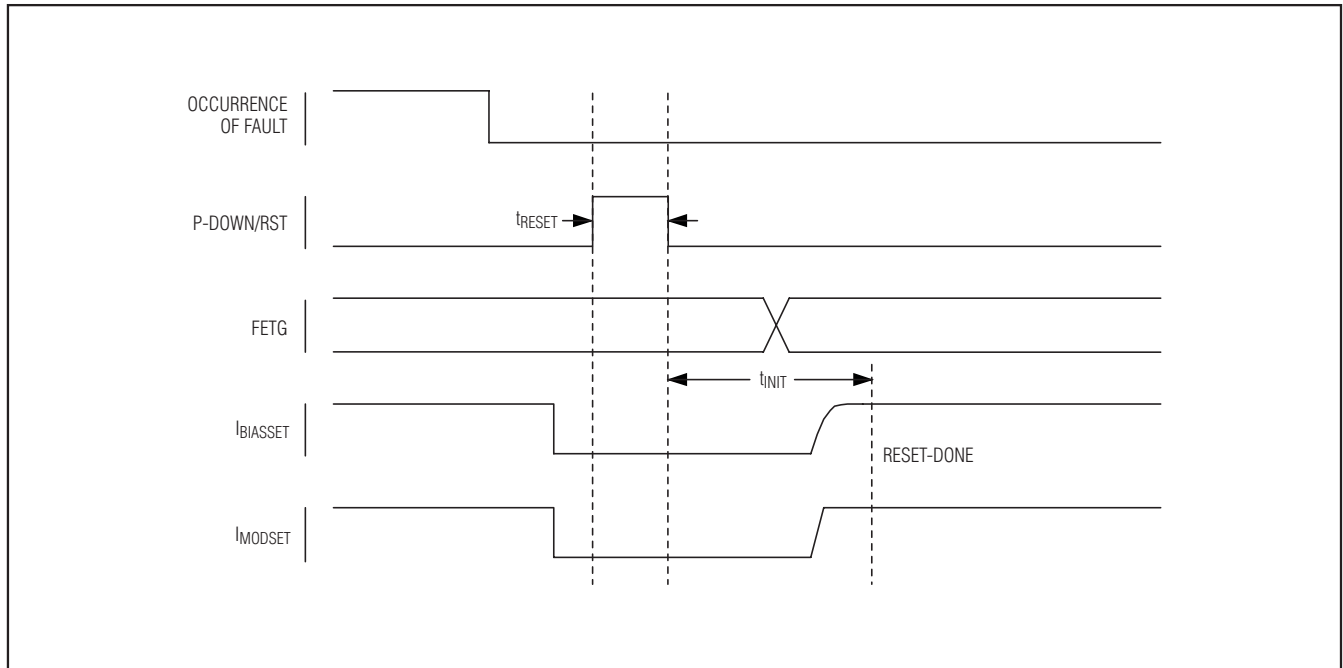 OCCURRENCE
OF FAULT
P-DOWN/RST
tRESET
FETG
tINIT
IBIASSET
RESET-DONE
IMODSET